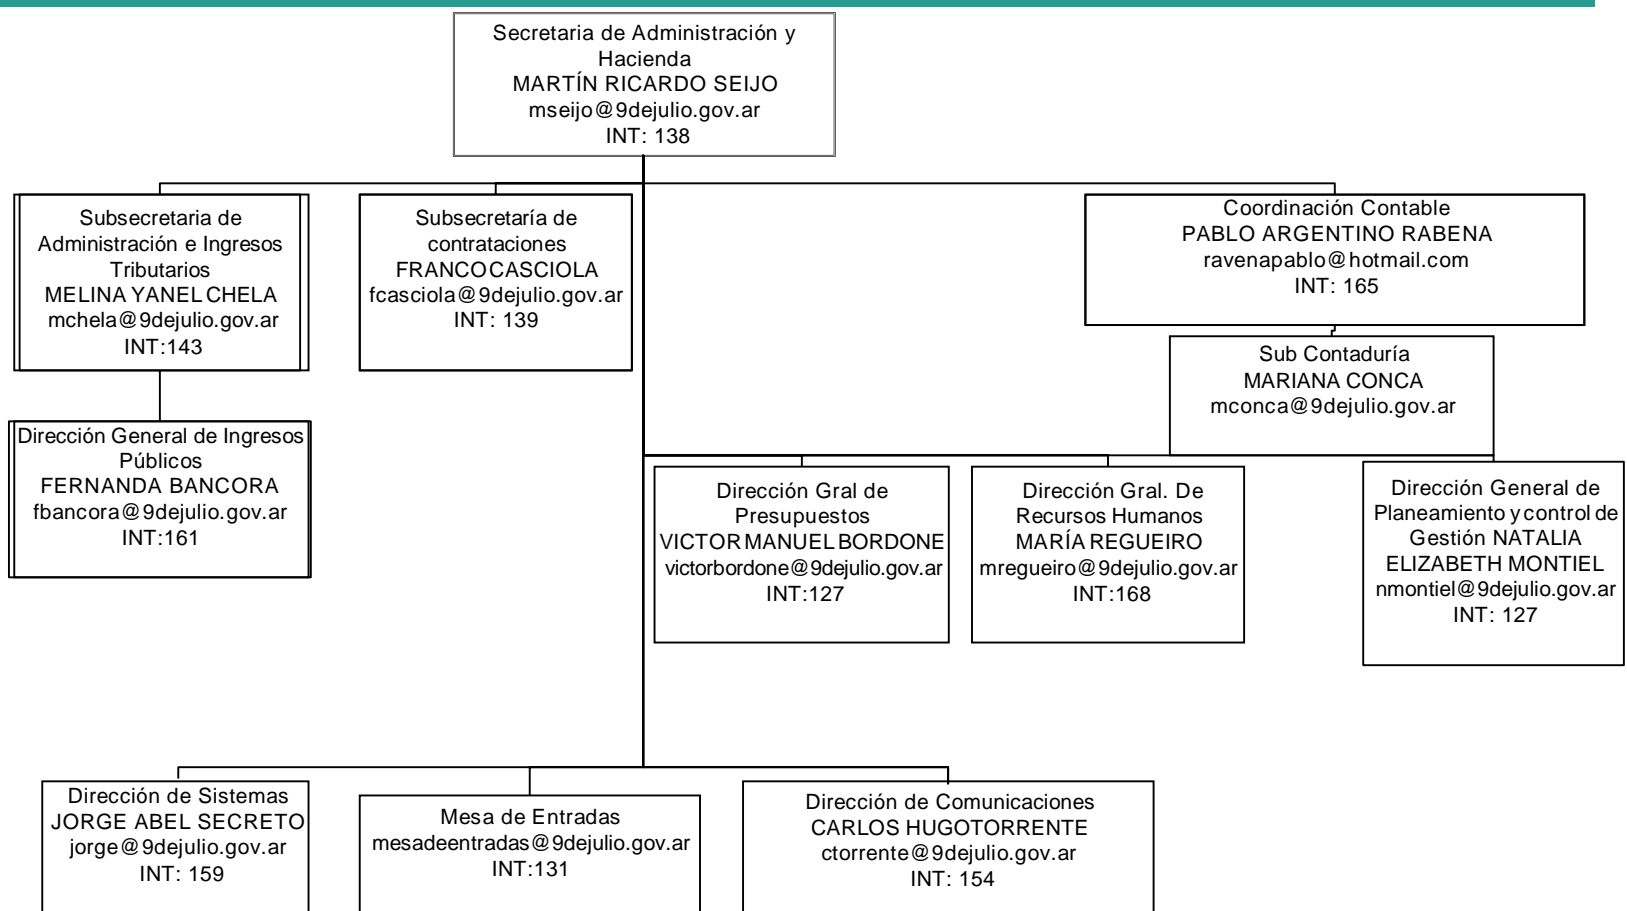 Secretaria de Administración y
Hacienda
MARTÍN RICARDO SEIJO
mseijo@9dejulio.gov.ar
INT: 138
Subsecretaria de
Administración e Ingresos
Tributarios
MELINA YANEL CHELA
mchela@9dejulio.gov.ar
INT:143
Subsecretaría de
contrataciones
FRANCO CASCIOLA
fcasciola@9dejulio.gov.ar
INT: 139
Coordinación Contable
PABLO ARGENTINO RABENA
ravenapablo@hotmail.com
INT: 165
Sub Contaduría
MARIANA CONCA
mconca@9dejulio.gov.ar
Dirección General de Ingresos
Públicos
FERNANDA BANCORA
fbancora@9dejulio.gov.ar
INT:161
Dirección Gral de
Presupuestos
VICTOR MANUEL BORDONE
victorbordone@9dejulio.gov.ar
INT:127
Dirección Gral. De
Recursos Humanos
MARÍA REGUEIRO
mregueiro@9dejulio.gov.ar
INT:168
Dirección General de
Planeamiento y control de
Gestión NATALIA
ELIZABETH MONTIEL
nmontiel@9dejulio.gov.ar
INT: 127
Dirección de Sistemas
JORGE ABEL SECRETO
jorge@9dejulio.gov.ar
INT: 159
Mesa de Entradas
mesadeentradas@9dejulio.gov.ar
INT:131
Dirección de Comunicaciones
CARLOS HUGOTORRENTE
ctorrente@9dejulio.gov.ar
INT: 154